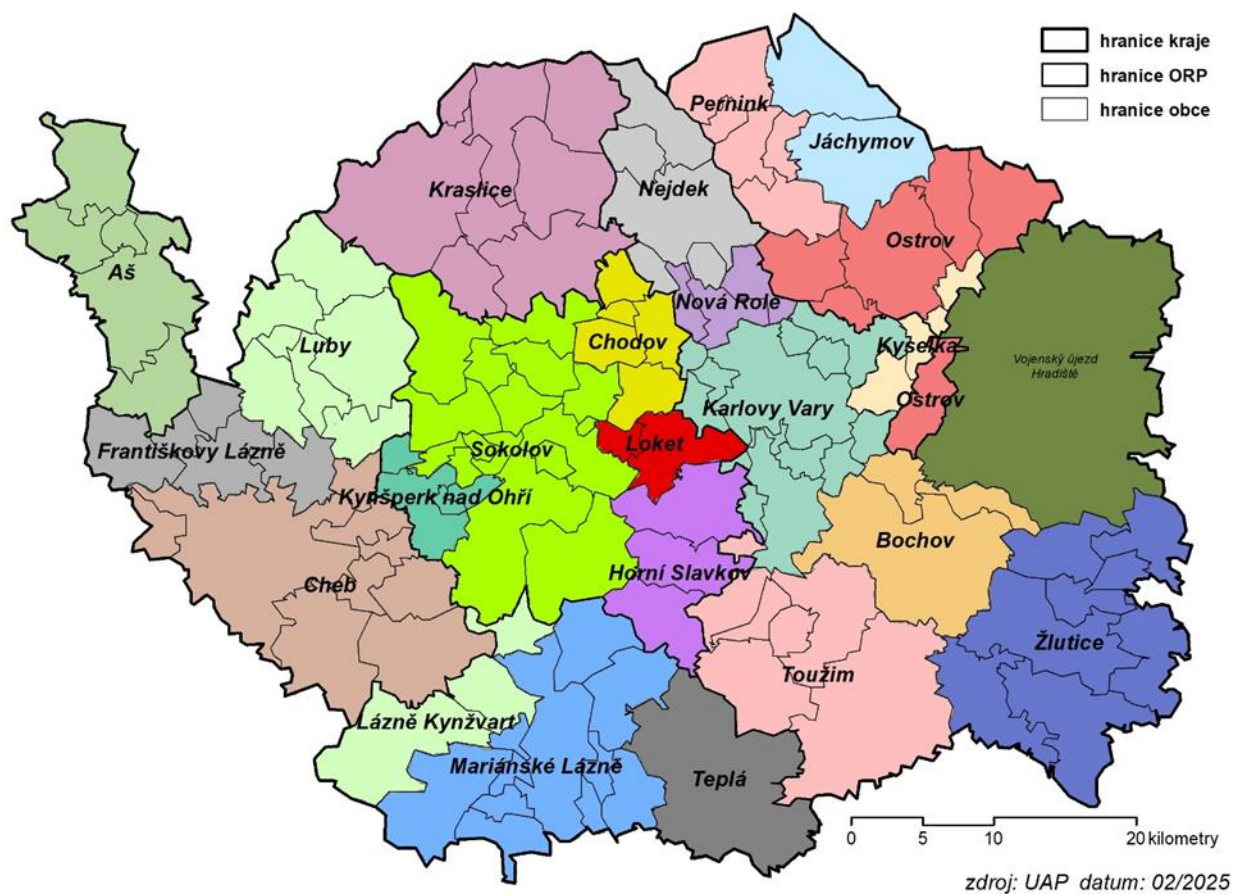 hranice kraje
hranice ORP
hranice obce
Pernink
Jáchymov
Kraslice
Nejdek
Ostrov
Aš
Nová Role
Luby
Chodov
Kyselka
Vojenský újezd
Hradiště
Ostrov
Karlovy Vary
Františkovy Lázně
Sokolov
Loket
Kynšperk nad Ohří
Bochov
Cheb
Horní Slavkov
Žlutice
Toužim
Lázně Kynžvart
Mariánské Lázně
Teplá
0 5 10 20 kilometry
zdroj: UAP datum: 02/2025